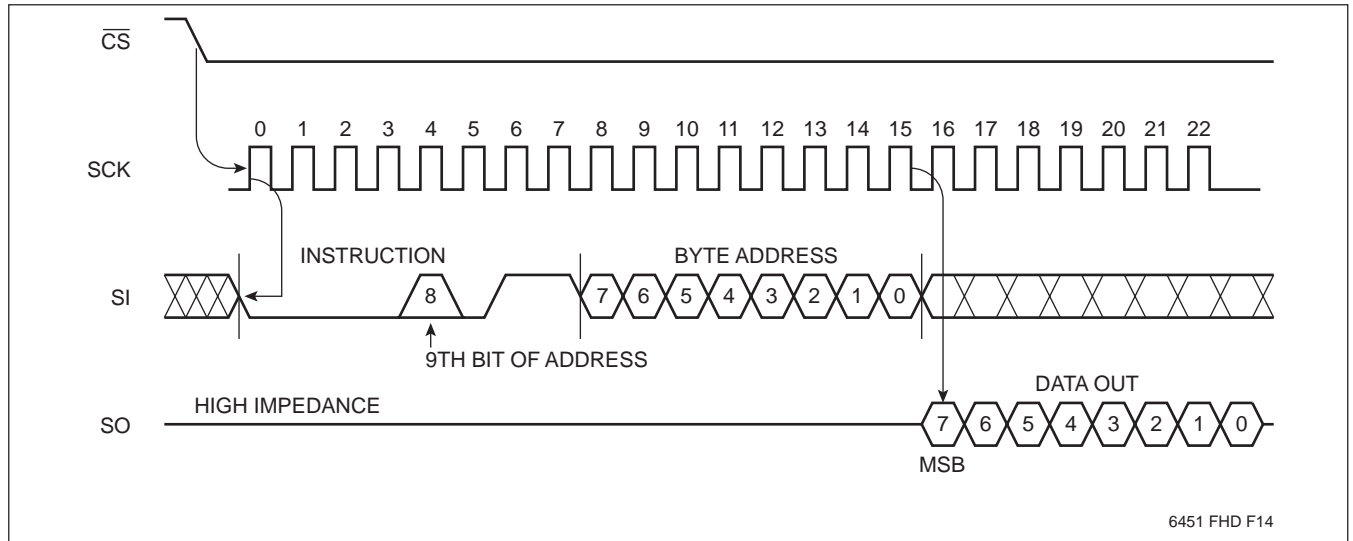 CS
0 1 2 3 4 5 6 7 8 9 10 11 12 13 14 15 16 17 18 19 20 21 22
SCK
INSTRUCTION
BYTE ADDRESS
SI
8
7 6 5 4 3 2 1 0
9TH BIT OF ADDRESS
DATA OUT
HIGH IMPEDANCE
SO
7 6 5 4 3 2 1 0
MSB
6451 FHD F14